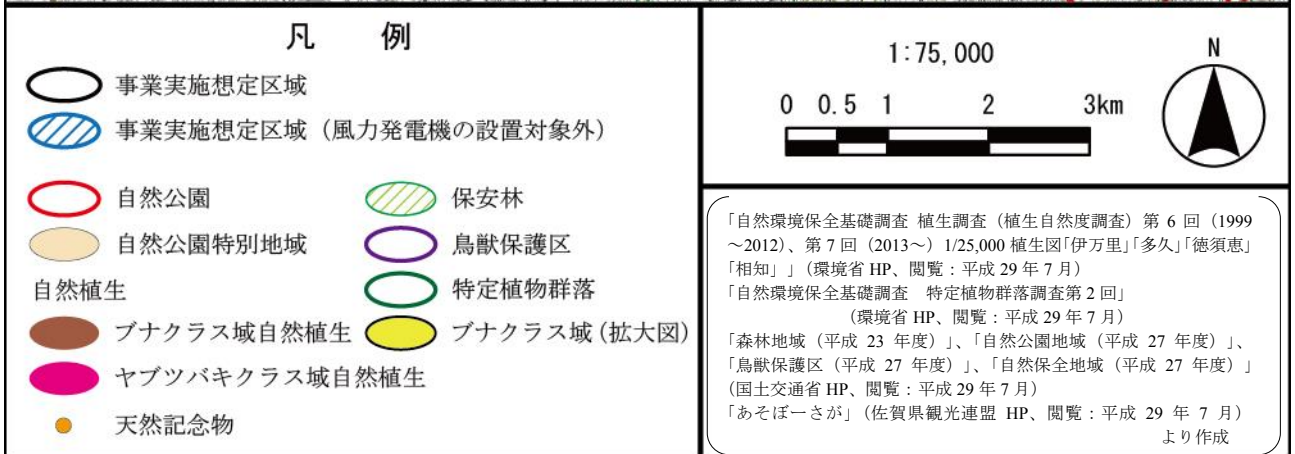 凡　例
事業実施想定区域
事業実施想定区域（風力発電機の設置対象外）
自然公園
保安林
自然公園特別地域
鳥獣保護区
自然植生
特定植物群落
ブナクラス域自然植生
ブナクラス域（拡大図）
ヤブツバキクラス域自然植生
天然記念物
1:75,000
N
0 0.5 1 2 3km
「自然環境保全基礎調査 植生調査（植生自然度調査）第 6 回（1999
～2012）、第 7 回（2013～）1/25,000 植生図「伊万里」「多久」「徳須恵」
「相知」」（環境省 HP、閲覧：平成 29 年 7 月）
「自然環境保全基礎調査　特定植物群落調査第 2 回」
（環境省 HP、閲覧：平成 29 年 7 月）
「森林地域（平成 23 年度）」、「自然公園地域（平成 27 年度）」、
「鳥獣保護区（平成 27 年度）」、「自然保全地域（平成 27 年度）」
（国土交通省 HP、閲覧：平成 29 年 7 月）
「あそぼーさが」（佐賀県観光連盟 HP、閲覧：平成 29 年 7 月）
より作成